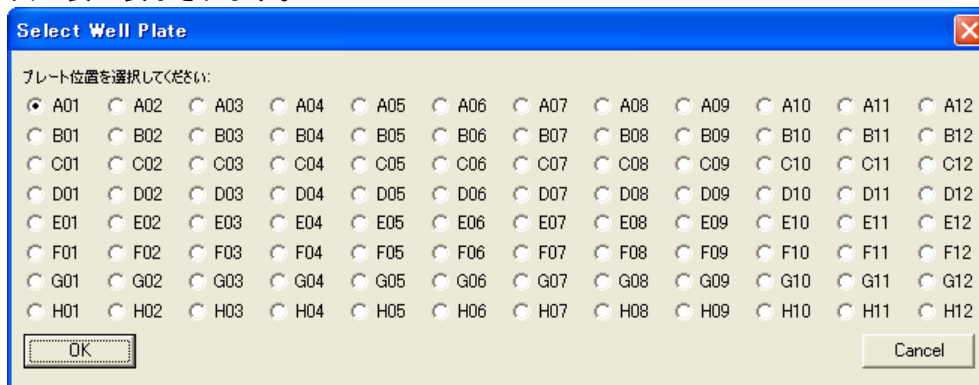 Select Well Plate
プレート位置を選択してください:
A01 A02 A03 A04 A05 A06 A07 A08 A09 A10 A11 A12
B01 B02 B03 B04 B05 B06 B07 B08 B09 B10 B11 B12
C01 C02 C03 C04 C05 C06 C07 C08 C09 C10 C11 C12
D01 D02 D03 D04 D05 D06 D07 D08 D09 D10 D11 D12
E01 E02 E03 E04 E05 E06 E07 E08 E09 E10 E11 E12
F01 F02 F03 F04 F05 F06 F07 F08 F09 F10 F11 F12
G01 G02 G03 G04 G05 G06 G07 G08 G09 G10 G11 G12
H01 H02 H03 H04 H05 H06 H07 H08 H09 H10 H11 H12
OK Cancel